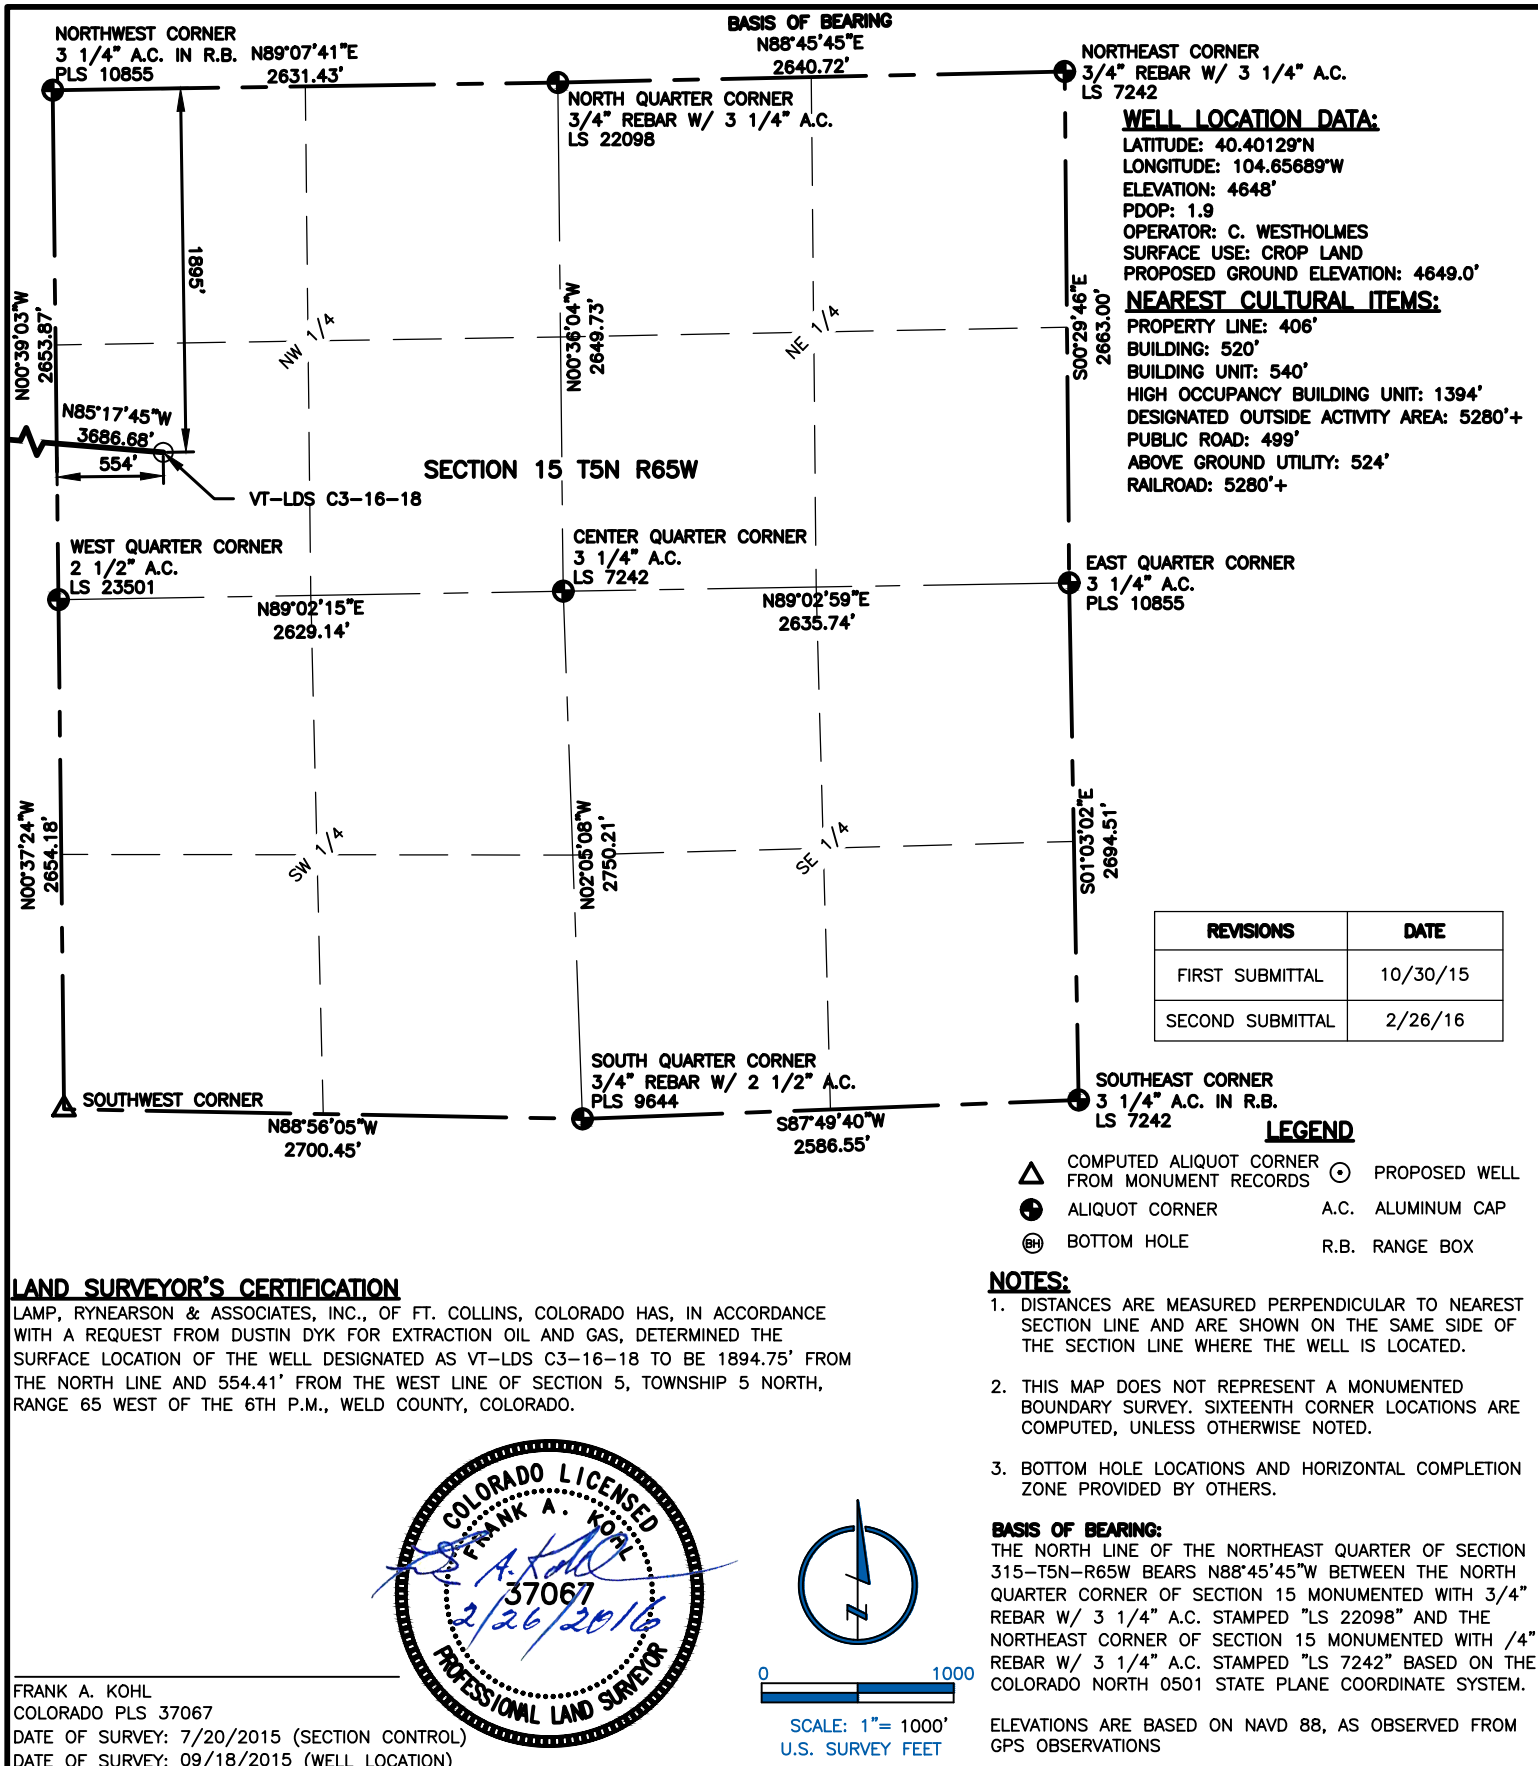 BASIS OF BEARING
N88°45'45"E
2640.72'
NORTHWEST CORNER
3 1/4" A.C. IN R.B.
PLS 10855
N89°07'41"E
2631.43'
NORTH QUARTER CORNER
3/4" REBAR W/ 3 1/4" A.C.
LS 22098
NORTHEAST CORNER
3/4" REBAR W/ 3 1/4" A.C.
LS 7242
WELL LOCATION DATA:
LATITUDE: 40.40129°N
LONGITUDE: 104.65689°W
ELEVATION: 4648'
PDOP: 1.9
OPERATOR: C. WESTHOLMES
SURFACE USE: CROP LAND
PROPOSED GROUND ELEVATION: 4649.0'
NEAREST CULTURAL ITEMS:
PROPERTY LINE: 406'
BUILDING: 520'
BUILDING UNIT: 540'
HIGH OCCUPANCY BUILDING UNIT: 1394'
DESIGNATED OUTSIDE ACTIVITY AREA: 5280'+
PUBLIC ROAD: 499'
ABOVE GROUND UTILITY: 524'
RAILROAD: 5280'+
1895'
N00°39'03"W
2653.87'
NW 1/4
N00°36'04"W
2649.73'
NE 1/4
S00°29'46"E
2663.00'
N85°17'45"W
3686.68'
554'
SECTION 15 T5N R65W
VT-LDS C3-16-18
WEST QUARTER CORNER
2 1/2" A.C.
LS 23501
CENTER QUARTER CORNER
3 1/4" A.C.
LS 7242
EAST QUARTER CORNER
3 1/4" A.C.
PLS 10855
N89°02'15"E
2629.14'
N89°02'59"E
2635.74'
N00°37'24"W
2654.18'
SW 1/4
N02°05'08"W
2750.21'
SE 1/4
S01°03'02"E
2694.51'
REVISIONS DATE
FIRST SUBMITTAL 10/30/15
SECOND SUBMITTAL 2/26/16
SOUTHWEST CORNER
SOUTH QUARTER CORNER
3/4" REBAR W/ 2 1/2" A.C.
PLS 9644
SOUTHEAST CORNER
3 1/4" A.C. IN R.B.
LS 7242
N88°56'05"W
2700.45'
S87°49'40"W
2586.55'
LEGEND
COMPUTED ALIQUOT CORNER
FROM MONUMENT RECORDS
PROPOSED WELL
ALIQUOT CORNER
A.C. ALUMINUM CAP
BH BOTTOM HOLE
R.B. RANGE BOX
LAND SURVEYOR'S CERTIFICATION
LAMP, RYNEARSON & ASSOCIATES, INC., OF FT. COLLINS, COLORADO HAS, IN ACCORDANCE
WITH A REQUEST FROM DUSTIN DYK FOR EXTRACTION OIL AND GAS, DETERMINED THE
SURFACE LOCATION OF THE WELL DESIGNATED AS VT-LDS C3-16-18 TO BE 1894.75' FROM
THE NORTH LINE AND 554.41' FROM THE WEST LINE OF SECTION 5, TOWNSHIP 5 NORTH,
RANGE 65 WEST OF THE 6TH P.M., WELD COUNTY, COLORADO.
NOTES:
1. DISTANCES ARE MEASURED PERPENDICULAR TO NEAREST
SECTION LINE AND ARE SHOWN ON THE SAME SIDE OF
THE SECTION LINE WHERE THE WELL IS LOCATED.
2. THIS MAP DOES NOT REPRESENT A MONUMENTED
BOUNDARY SURVEY. SIXTEENTH CORNER LOCATIONS ARE
COMPUTED, UNLESS OTHERWISE NOTED.
3. BOTTOM HOLE LOCATIONS AND HORIZONTAL COMPLETION
ZONE PROVIDED BY OTHERS.
BASIS OF BEARING:
THE NORTH LINE OF THE NORTHEAST QUARTER OF SECTION
315-T5N-R65W BEARS N88°45'45"W BETWEEN THE NORTH
QUARTER CORNER OF SECTION 15 MONUMENTED WITH 3/4"
REBAR W/ 3 1/4" A.C. STAMPED "LS 22098" AND THE
NORTHEAST CORNER OF SECTION 15 MONUMENTED WITH /4"
REBAR W/ 3 1/4" A.C. STAMPED "LS 7242" BASED ON THE
COLORADO NORTH 0501 STATE PLANE COORDINATE SYSTEM.
ELEVATIONS ARE BASED ON NAVD 88, AS OBSERVED FROM
GPS OBSERVATIONS
COLORADO LICENSED
FRANK A. KOHL
A. Kohl
37067
2/26/2016
PROFESSIONAL LAND SURVEYOR
N
0 1000
SCALE: 1"= 1000'
U.S. SURVEY FEET
FRANK A. KOHL
COLORADO PLS 37067
DATE OF SURVEY: 7/20/2015 (SECTION CONTROL)
DATE OF SURVEY: 09/18/2015 (WELL LOCATION)